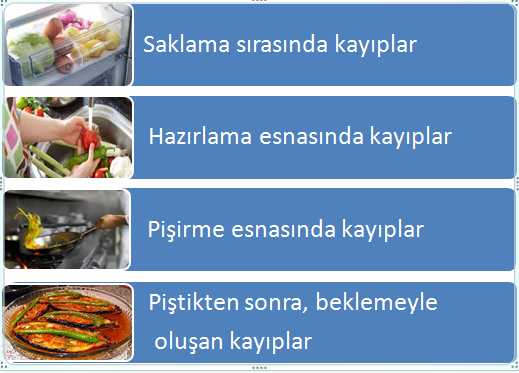 Saklama sırasında kayıplar
Hazırlama esnasında kayıplar
Pişirme esnasında kayıplar
Piştikten sonra, beklemeyle
oluşan kayıplar